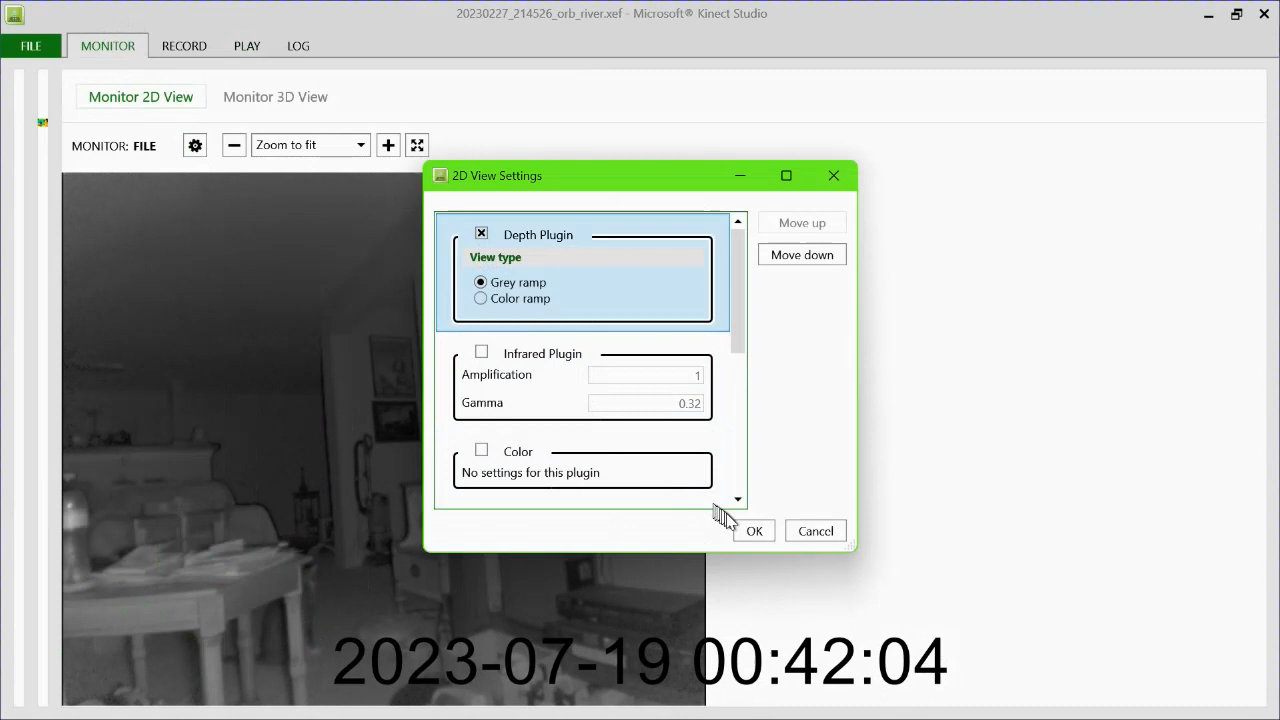 20230227_214526_orb_river.xef - Microsoft® Kinect Studio
FILE MONITOR RECORD PLAY LOG
Monitor 2D View Monitor 3D View
MONITOR: FILE Zoom to fit
2D View Settings
Depth Plugin
View type
Grey ramp
Color ramp
Infrared Plugin
Amplification 1
Gamma 0.32
Color
No settings for this plugin
Move up
Move down
OK Cancel
2023-07-19 00:42:04